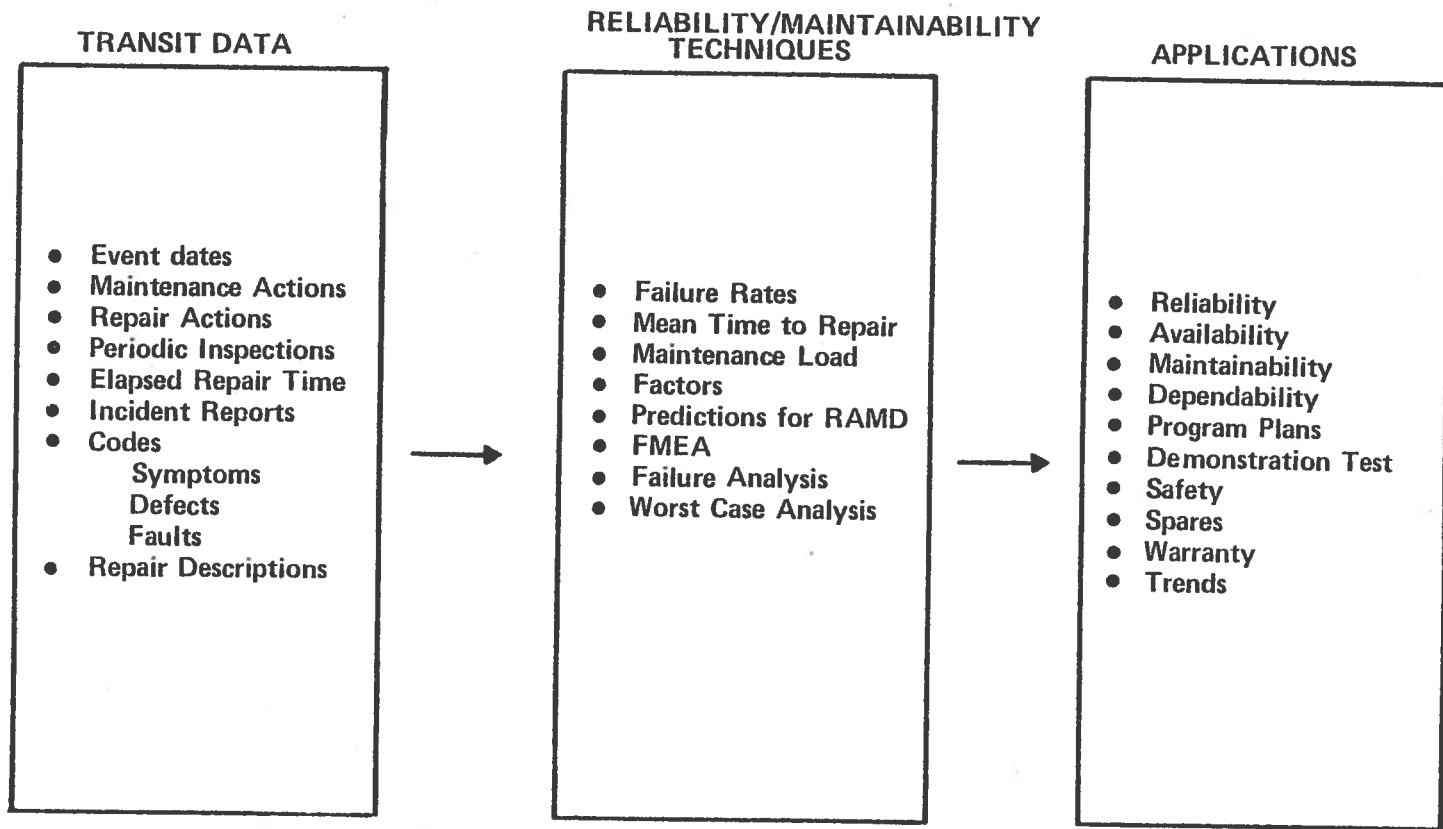 TRANSIT DATA
● Event dates
● Maintenance Actions
● Repair Actions
● Periodic Inspections
● Elapsed Repair Time
● Incident Reports
● Codes
Symptoms
Defects
Faults
● Repair Descriptions
RELIABILITY/MAINTAINABILITY
TECHNIQUES
● Failure Rates
● Mean Time to Repair
● Maintenance Load
● Factors
● Predictions for RAMD
● FMEA
● Failure Analysis
● Worst Case Analysis
APPLICATIONS
● Reliability
● Availability
● Maintainability
● Dependability
● Program Plans
● Demonstration Test
● Safety
● Spares
● Warranty
● Trends